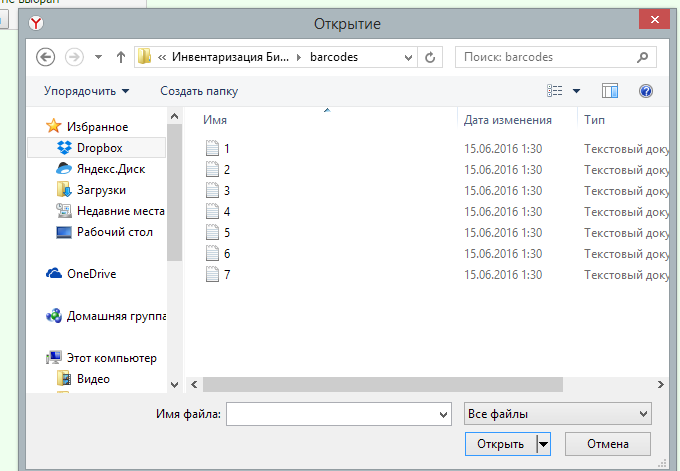 не выбран
Открытие
« Инвентаризация Би... barcodes
Поиск: barcodes
Упорядочить Создать папку
Имя Дата изменения Тип
Избранное
Dropbox
Яндекс.Диск
Загрузки
Недавние места
Рабочий стол
OneDrive
Домашняя группа
Этот компьютер
Видео
1 15.06.2016 1:30 Текстовый доку
2 15.06.2016 1:30 Текстовый доку
3 15.06.2016 1:30 Текстовый доку
4 15.06.2016 1:30 Текстовый доку
5 15.06.2016 1:30 Текстовый доку
6 15.06.2016 1:30 Текстовый доку
7 15.06.2016 1:30 Текстовый доку
Имя файла: Все файлы
Открыть Отмена